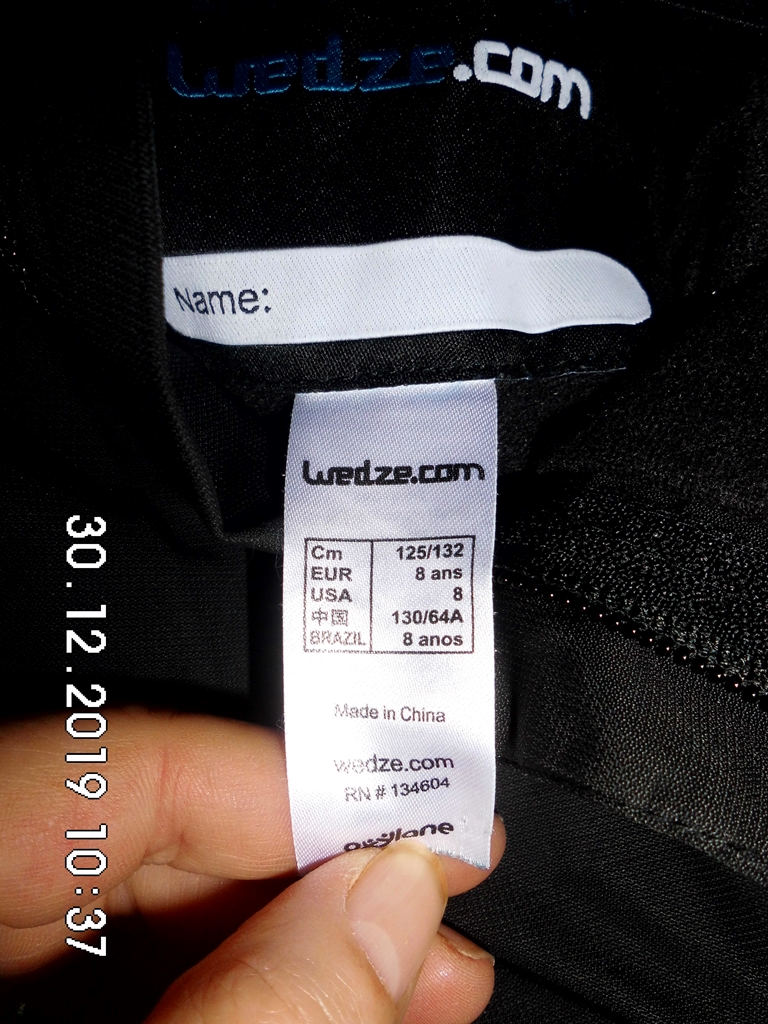 wedze.com
Name:
wedze.com
Cm 125/132
EUR 8 ans
USA 8
中国 130/64A
BRAZIL 8 anos
Made in China
wedze.com
RN # 134604
oxylane
30.12.2019 10:37